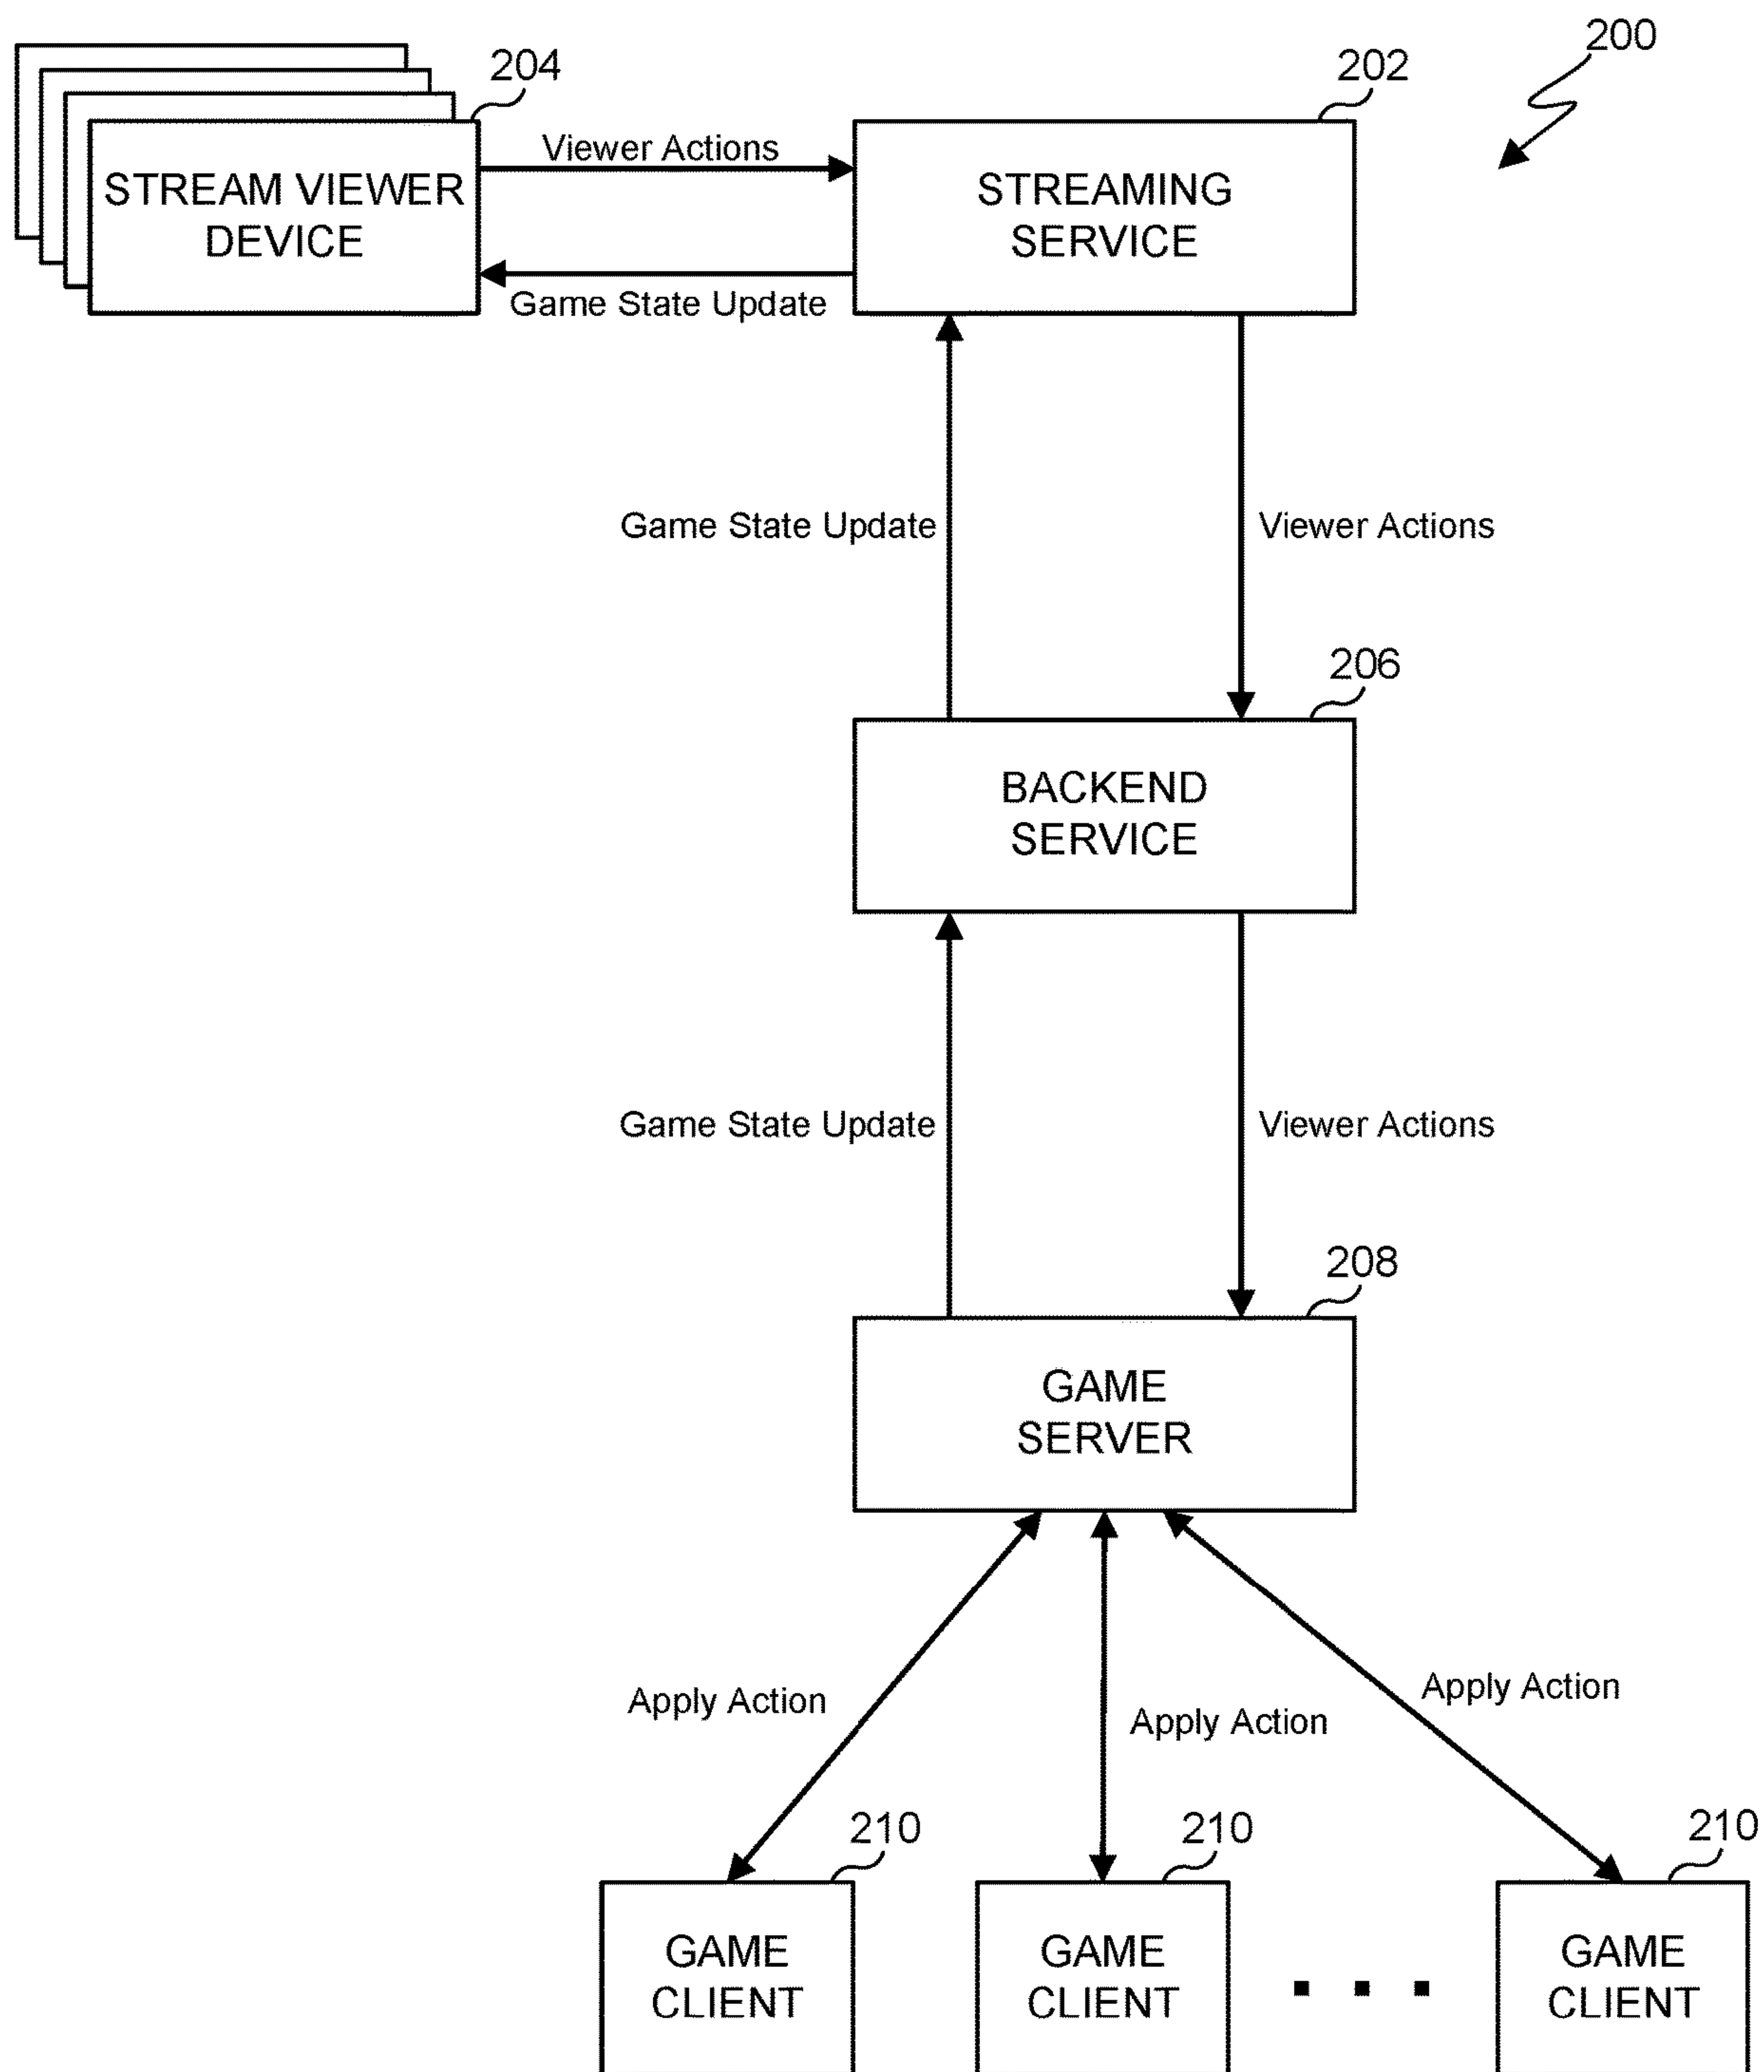 200
204
202
Viewer Actions
STREAM VIEWER
DEVICE
STREAMING
SERVICE
Game State Update
Game State Update
Viewer Actions
206
BACKEND
SERVICE
Game State Update
Viewer Actions
208
GAME
SERVER
Apply Action
Apply Action
Apply Action
210
210
210
GAME
CLIENT
GAME
CLIENT
GAME
CLIENT